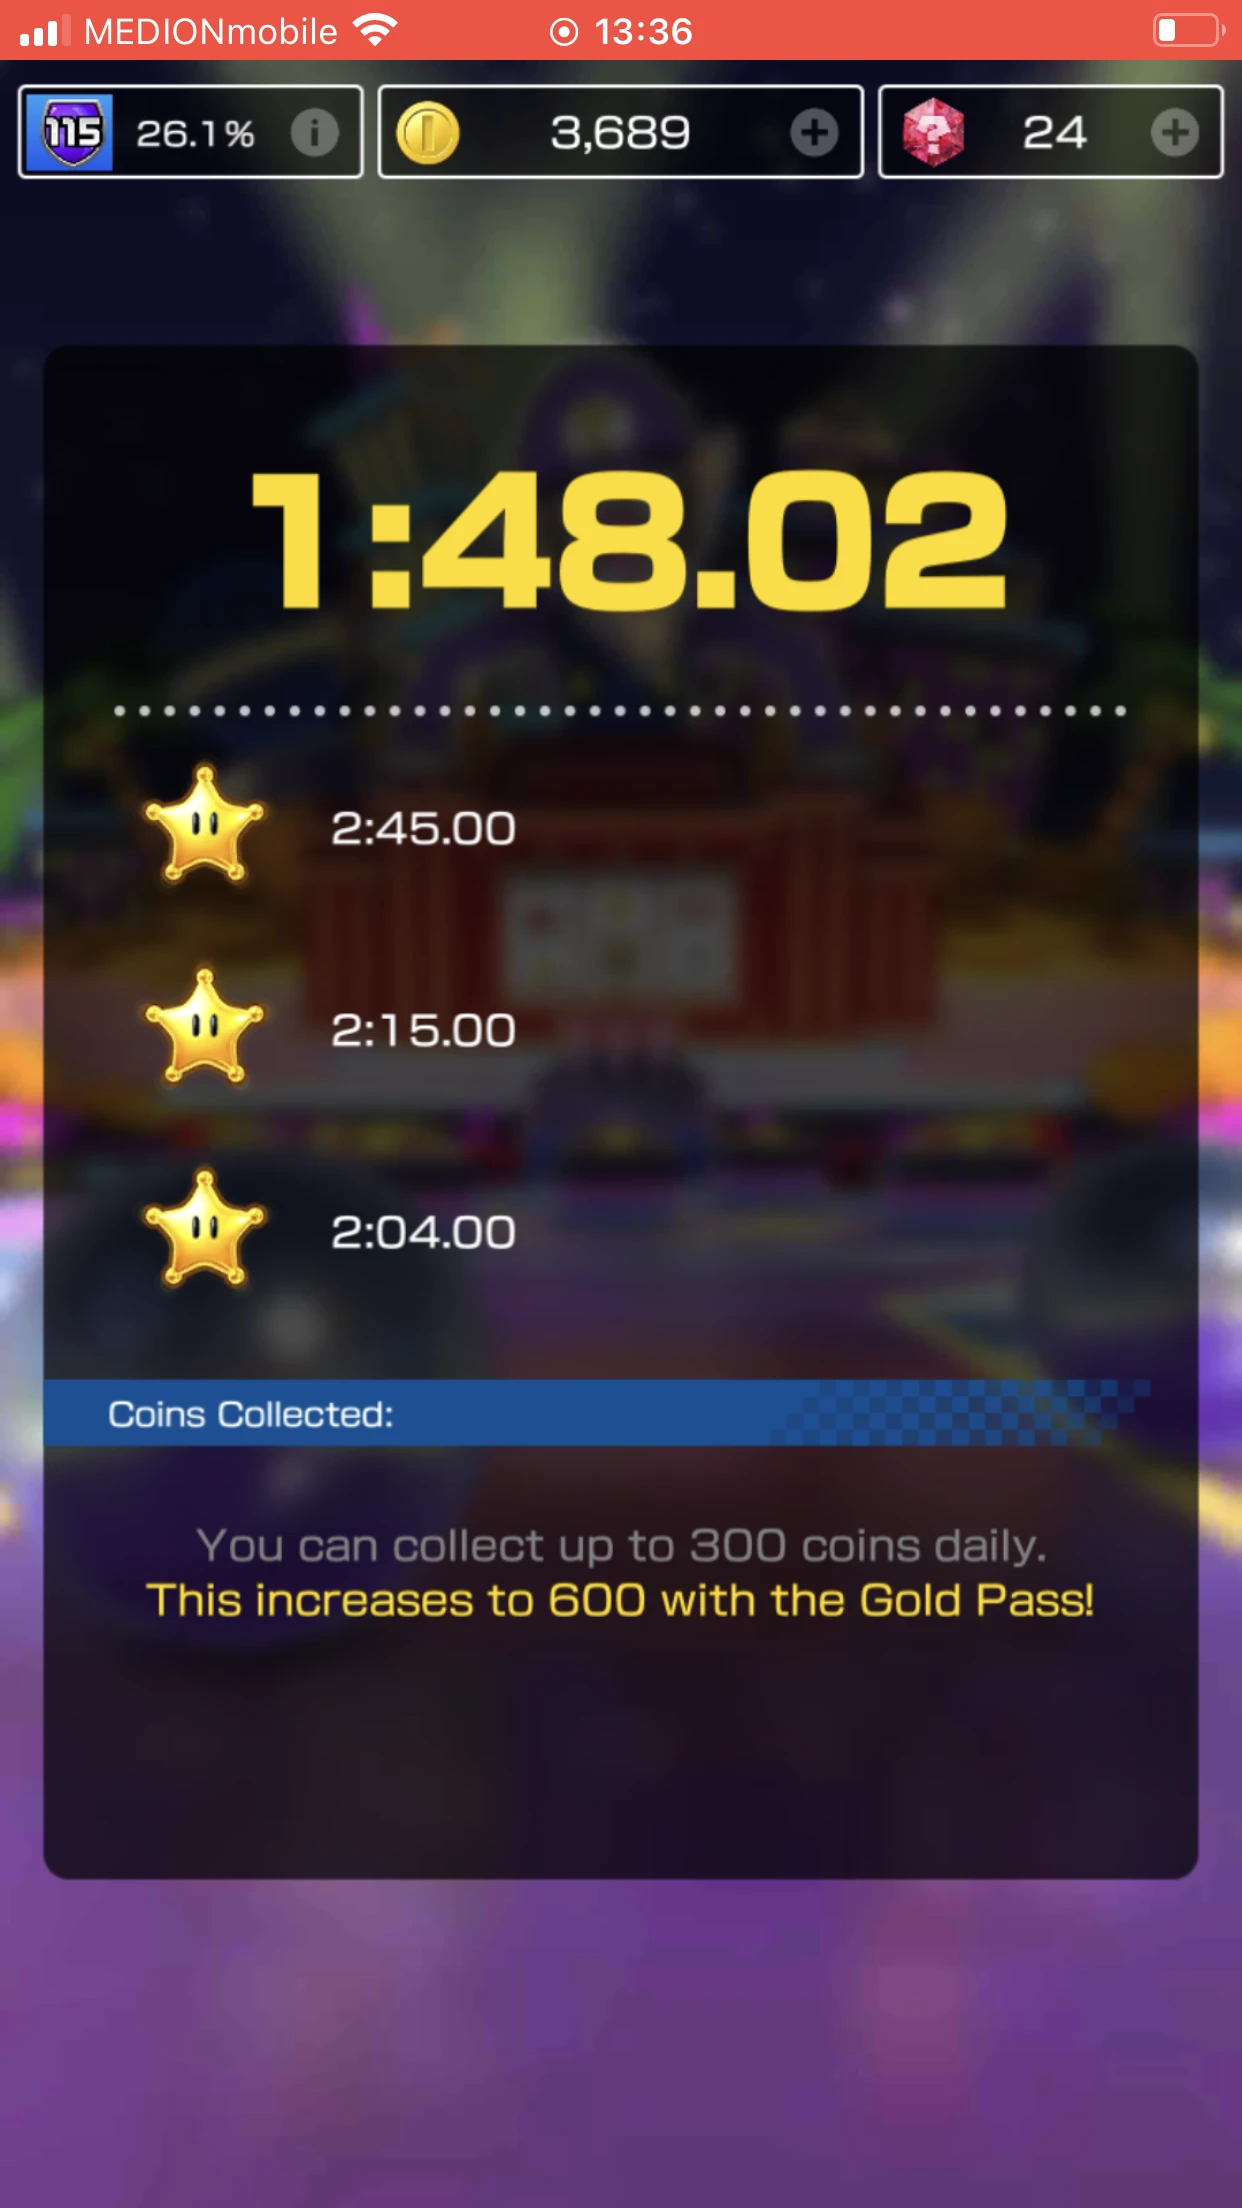 MEDIONmobile 13:36
115 26.1% i 3,689 + ? 24 +
1:48.02
2:45.00
2:15.00
2:04.00
Coins Collected:
You can collect up to 300 coins daily.
This increases to 600 with the Gold Pass!